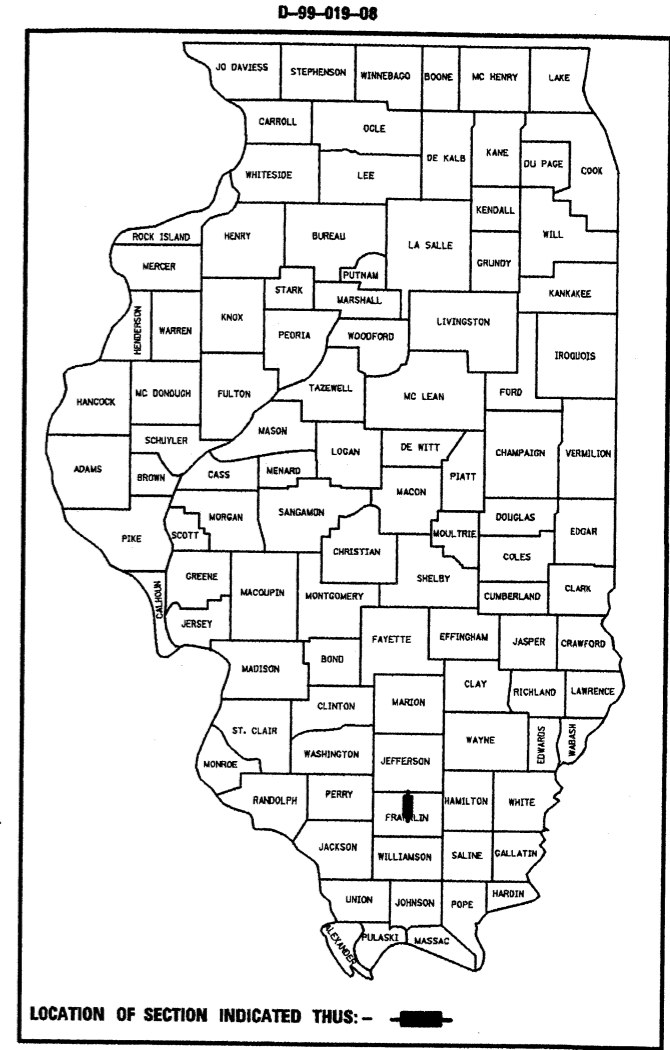 D-99-019-08
JO DAVIESS
STEPHENSON
WINNEBAGO
BOONE
MC HENRY
LAKE
CARROLL
OGLE
DE KALB
KANE
DU PAGE
COOK
WHITESIDE
LEE
KENDALL
WILL
ROCK ISLAND
HENRY
BUREAU
LA SALLE
GRUNDY
MERCER
PUTNAM
KANKAKEE
STARK
MARSHALL
HENDERSON
WARREN
KNOX
PEORIA
WOODFORD
LIVINGSTON
IROQUOIS
HANCOCK
MC DONOUGH
FULTON
TAZEWELL
MC LEAN
FORD
SCHUYLER
MASON
LOGAN
DE WITT
CHAMPAIGN
VERMILION
ADAMS
BROWN
CASS
MENARD
PIATT
MACON
PIKE
SCOTT
MORGAN
SANGAMON
CHRISTIAN
MOULTRIE
DOUGLAS
EDGAR
COLES
CALHOUN
GREENE
MACOUPIN
MONTGOMERY
SHELBY
CUMBERLAND
CLARK
JERSEY
FAYETTE
EFFINGHAM
JASPER
CRAWFORD
MADISON
BOND
CLAY
RICHLAND
LAWRENCE
CLINTON
MARION
ST. CLAIR
WAYNE
EDWARDS
WABASH
MONROE
WASHINGTON
JEFFERSON
RANDOLPH
PERRY
FRANKLIN
HAMILTON
WHITE
JACKSON
WILLIAMSON
SALINE
GALLATIN
UNION
JOHNSON
POPE
HARDIN
ALEXANDER
PULASKI
MASSAC
LOCATION OF SECTION INDICATED THUS:-